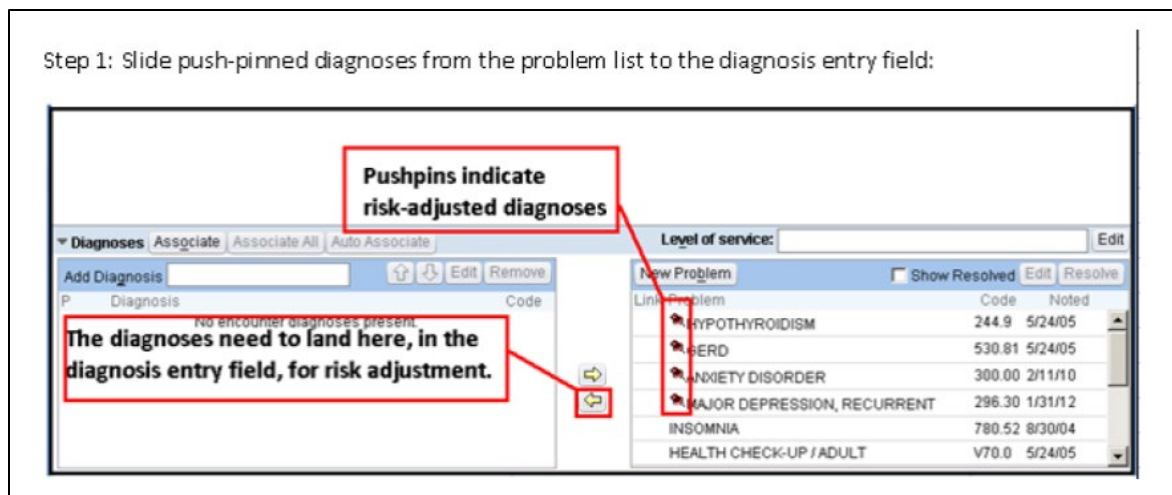 Step 1: Slide push-pinned diagnoses from the problem list to the diagnosis entry field:
Pushpins indicate
risk-adjusted diagnoses
Diagnoses Associate Associate All Auto Associate
Level of service: Edit
Add Diagnosis Edit Remove
New Problem Show Resolved Edit Resolve
P Diagnosis Code
Link Problem Code Noted
No encounter diagnoses present.
The diagnoses need to land here, in the
diagnosis entry field, for risk adjustment.
HYPOTHYROIDISM 244.9 5/24/05
GERD 530.81 5/24/05
ANXIETY DISORDER 300.00 2/11/10
MAJOR DEPRESSION, RECURRENT 296.30 1/31/12
INSOMNIA 780.52 8/30/04
HEALTH CHECK-UP / ADULT V70.0 5/24/05